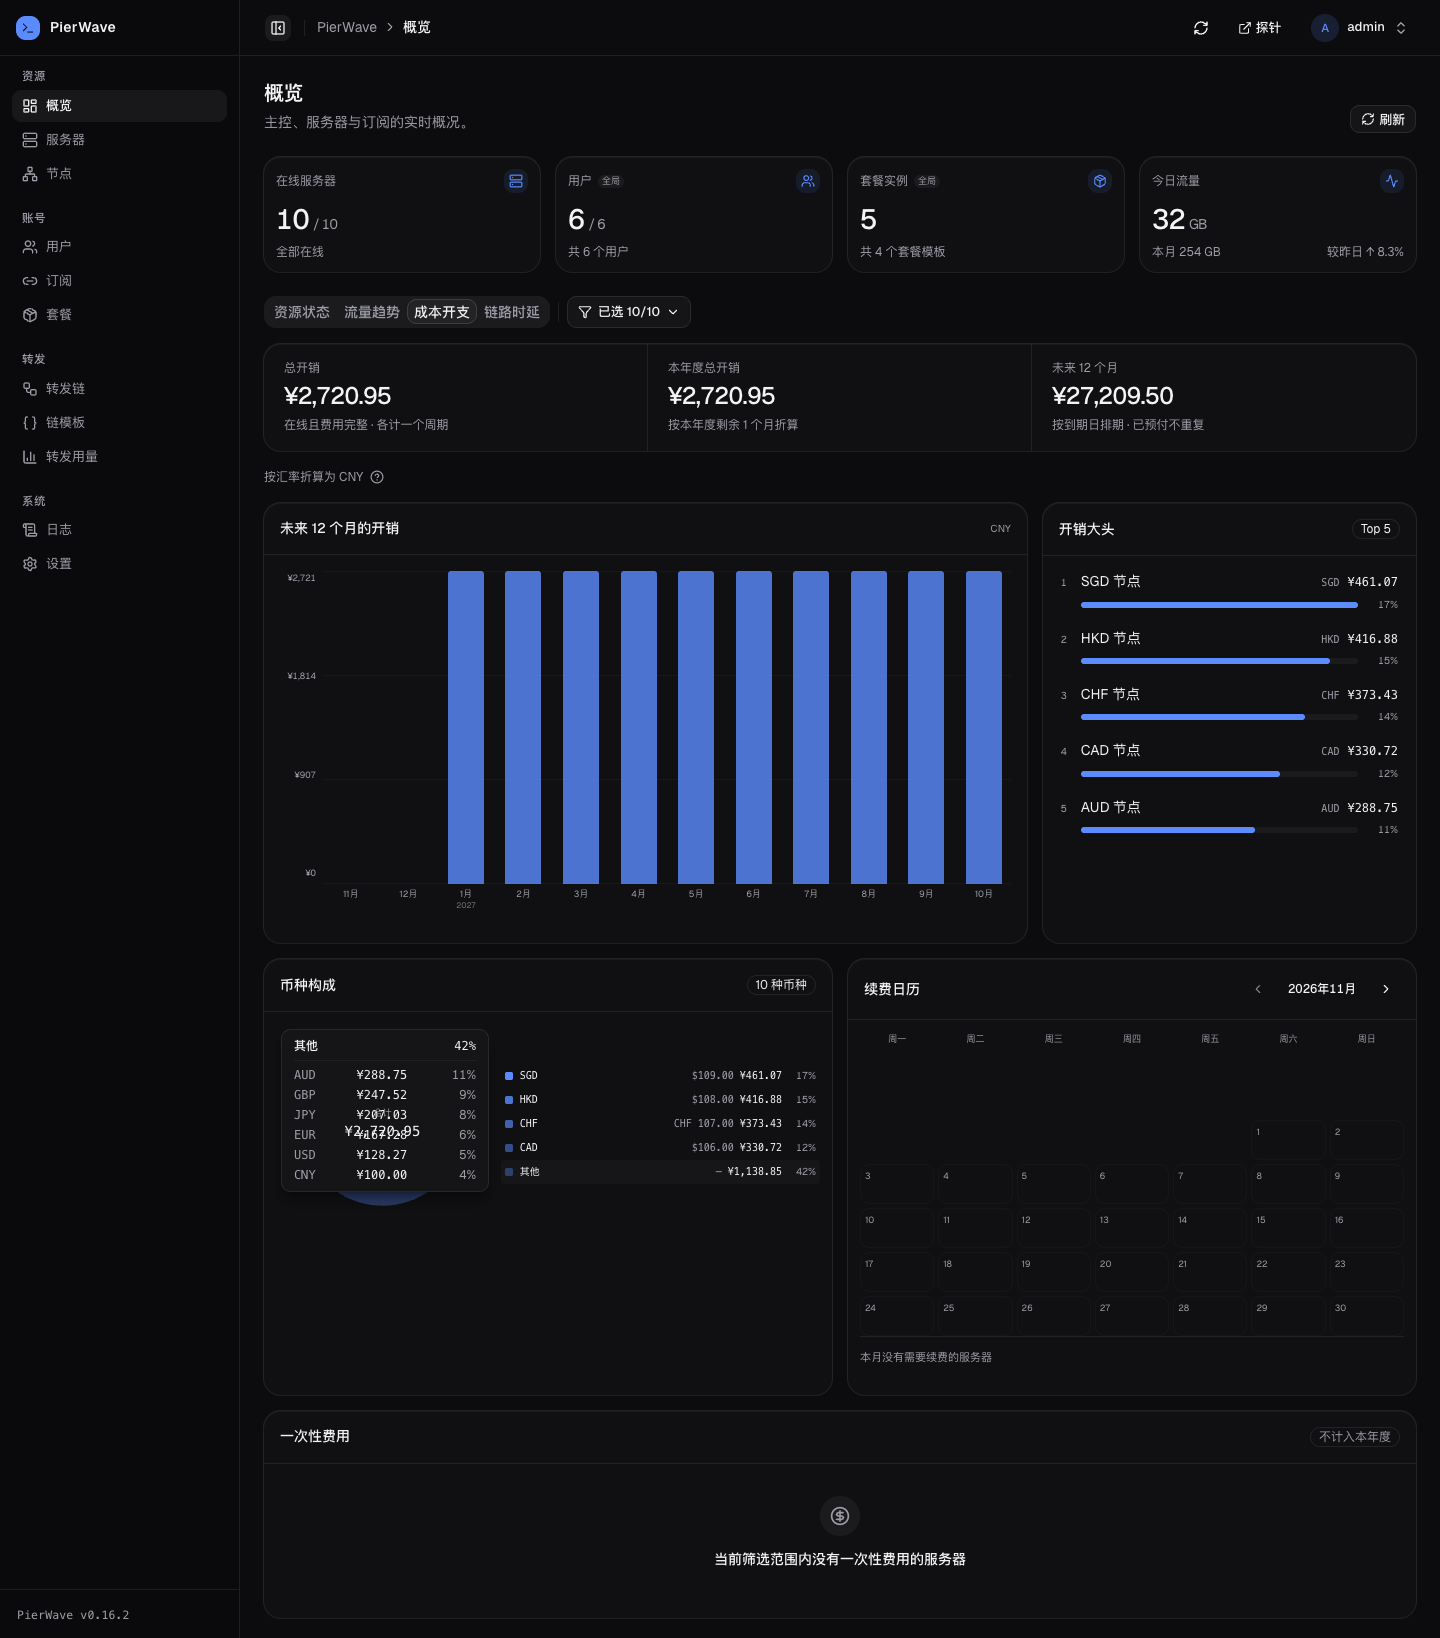 PierWave
PierWave > 概览
探针
A admin
资源
概览
服务器
节点
账号
用户
订阅
套餐
转发
转发链
链模板
转发用量
系统
日志
设置
PierWave v0.16.2
概览
主控、服务器与订阅的实时概况。
刷新
在线服务器
10 / 10
全部在线
用户 全局
6 / 6
共 6 个用户
套餐实例 全局
5
共 4 个套餐模板
今日流量
32 GB
本月 254 GB 较昨日 ↑ 8.3%
资源状态 流量趋势 成本开支 链路时延 已选 10/10
总开销
¥2,720.95
在线且费用完整 · 各计一个周期
本年度总开销
¥2,720.95
按本年度剩余 1 个月折算
未来 12 个月
¥27,209.50
按到期日排期 · 已预付不重复
按汇率折算为 CNY
未来 12 个月的开销 CNY
¥2,721
¥1,814
¥907
¥0
11月 12月 1月 2月 3月 4月 5月 6月 7月 8月 9月 10月
2027
开销大头 Top 5
1 SGD 节点 SGD ¥461.07
17%
2 HKD 节点 HKD ¥416.88
15%
3 CHF 节点 CHF ¥373.43
14%
4 CAD 节点 CAD ¥330.72
12%
5 AUD 节点 AUD ¥288.75
11%
币种构成 10 种币种
其他 42%
AUD ¥288.75 11%
GBP ¥247.52 9%
JPY ¥207.03 8%
¥2,720.95
EUR ¥167.28 6%
USD ¥128.27 5%
CNY ¥100.00 4%
SGD $109.00 ¥461.07 17%
HKD $108.00 ¥416.88 15%
CHF CHF 107.00 ¥373.43 14%
CAD $106.00 ¥330.72 12%
其他 — ¥1,138.85 42%
续费日历 2026年11月
周一 周二 周三 周四 周五 周六 周日
1 2
3 4 5 6 7 8 9
10 11 12 13 14 15 16
17 18 19 20 21 22 23
24 25 26 27 28 29 30
本月没有需要续费的服务器
一次性费用 不计入本年度
当前筛选范围内没有一次性费用的服务器